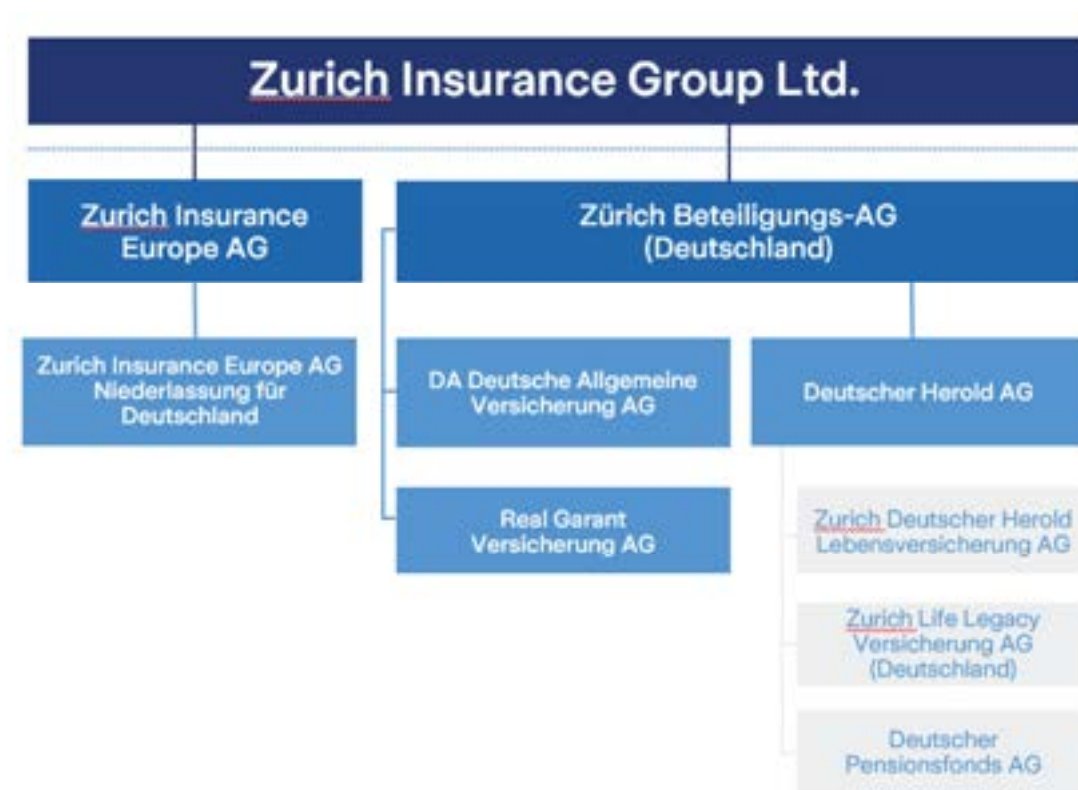 Zurich Insurance Group Ltd.
Zurich Insurance
Europe AG
Zürich Beteiligungs-AG
(Deutschland)
Zurich Insurance Europe AG
Niederlassung für
Deutschland
DA Deutsche Allgemeine
Versicherung AG
Deutscher Herold AG
Real Garant
Versicherung AG
Zurich Deutscher Herold
Lebensversicherung AG
Zurich Life Legacy
Versicherung AG
(Deutschland)
Deutscher
Pensionsfonds AG